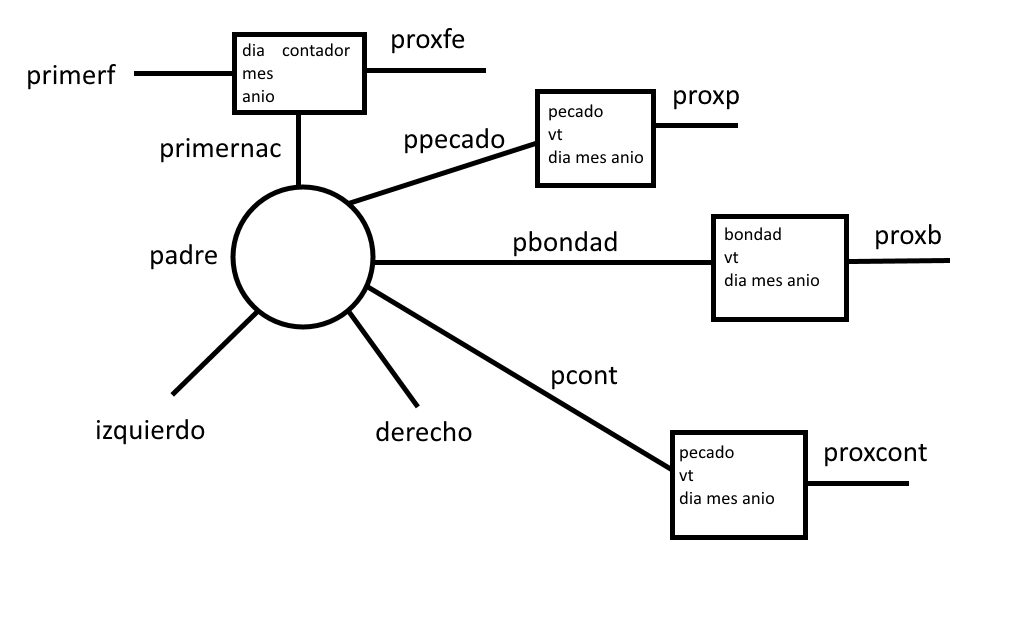 proxfe
dia contador
mes
anio
primerf
primernac
ppecado
proxp
pecado
vt
dia mes anio
padre
pbondad
proxb
bondad
vt
dia mes anio
izquierdo
derecho
pcont
proxcont
pecado
vt
dia mes anio